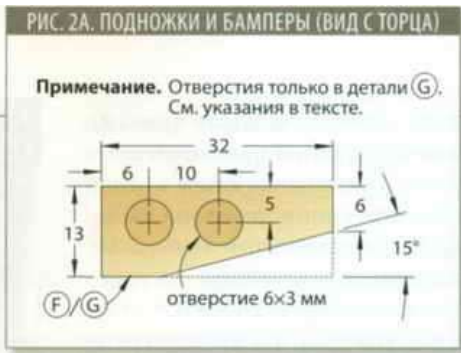 РИС. 2А. ПОДНОЖКИ И БАМПЕРЫ (ВИД С ТОРЦА)
Примечание. Отверстия только в детали G.
См. указания в тексте.
32
6 10
5 6
13
15°
F/G
отверстие 6×3 мм